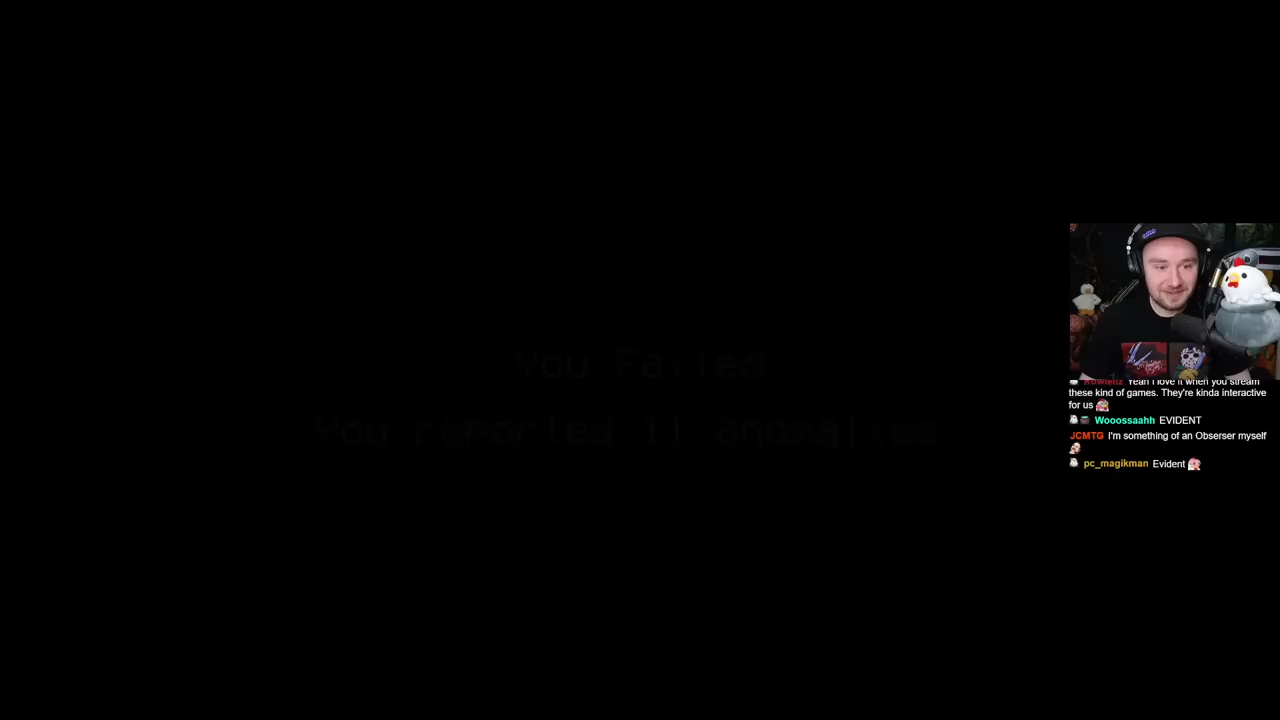 You Failed
You reported 11 anomalies
Yeah I love it when you stream
these kind of games. They're kinda interactive
for us
Wooossaahh EVIDENT
JCMTG I'm something of an Obserser myself
pc_magikman Evident